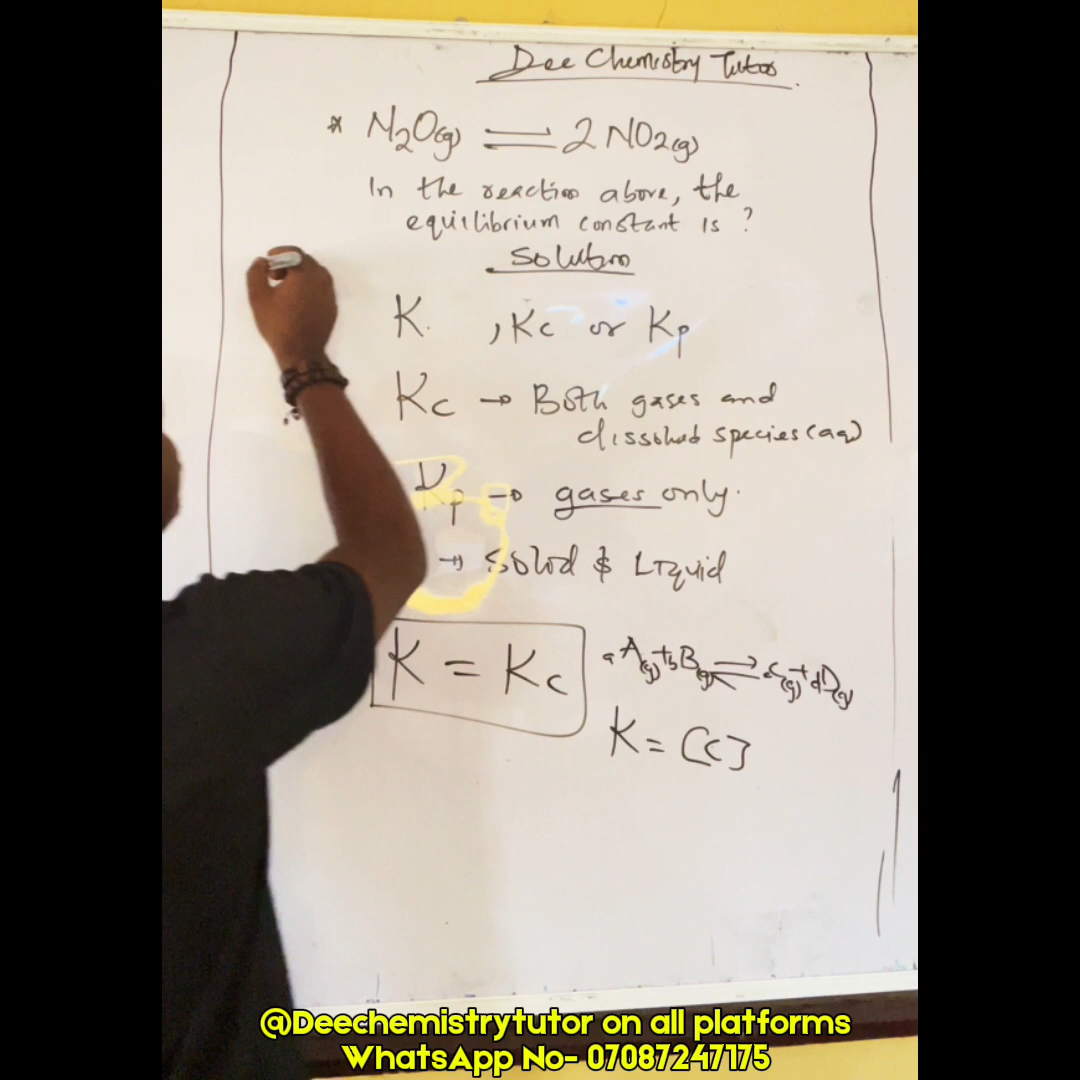 Dee Chemistry Tutor
* N2O(g) ⇌ 2NO2(g)
In the reaction above, the
equilibrium constant is ?
Solution
K , Kc or Kp
Kc → Both gases and
dissolved species (aq)
Kp → gases only.
→ Solid & Liquid
K = Kc
aA(g) + bB(g) ⇌ cC(g) + dD(g)
K = [C]
@Deechemistrytutor on all platforms
WhatsApp No- 07087247175